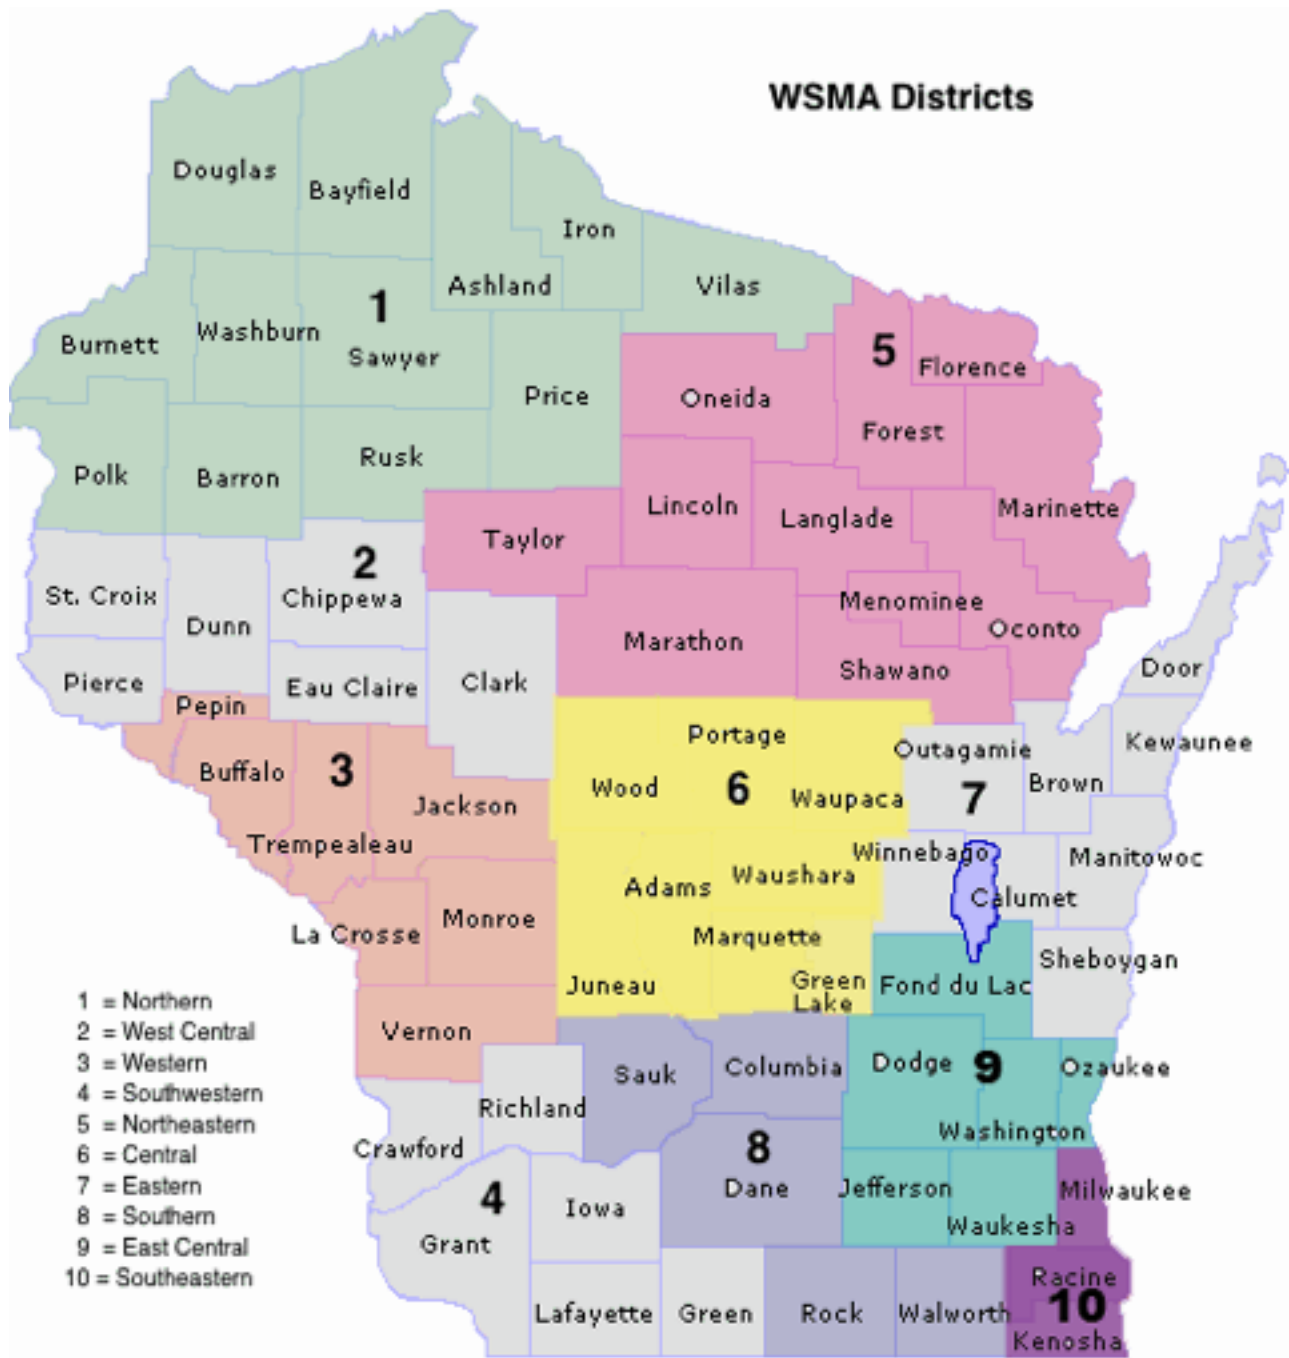 WSMA Districts
Douglas
Bayfield
Iron
Ashland
Vilas
1
Burnett
Washburn
Sawyer
5
Florence
Price
Oneida
Forest
Polk
Barron
Rusk
Lincoln
Langlade
Marinette
Taylor
2
St. Croix
Chippewa
Menominee
Dunn
Marathon
Oconto
Pierce
Eau Claire
Clark
Shawano
Door
Pepin
Portage
Outagamie
Kewaunee
Buffalo
3
Wood
6
Waupaca
7
Brown
Jackson
Trempealeau
Winnebago
Manitowoc
Adams
Waushara
Calumet
La Crosse
Monroe
Marquette
Sheboygan
Juneau
Green
Lake
Fond du Lac
Vernon
Sauk
Columbia
Dodge
9
Ozaukee
Richland
Washington
Crawford
8
4
Iowa
Dane
Jefferson
Milwaukee
Waukesha
Grant
Racine
Lafayette
Green
Rock
Walworth
10
Kenosha
1 = Northern
2 = West Central
3 = Western
4 = Southwestern
5 = Northeastern
6 = Central
7 = Eastern
8 = Southern
9 = East Central
10 = Southeastern